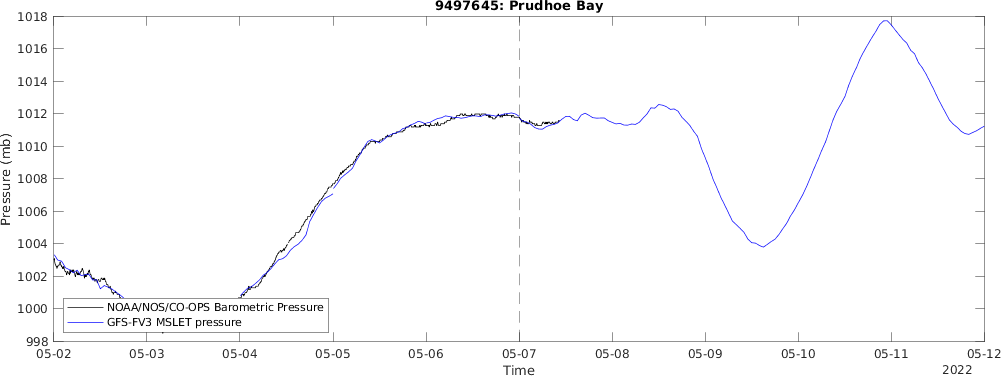 9497645: Prudhoe Bay
1018
1016
1014
1012
1010
1008
1006
1004
1002
1000
998
Pressure (mb)
NOAA/NOS/CO-OPS Barometric Pressure
GFS-FV3 MSLET pressure
05-02 05-03 05-04 05-05 05-06 05-07 05-08 05-09 05-10 05-11 05-12
Time
2022